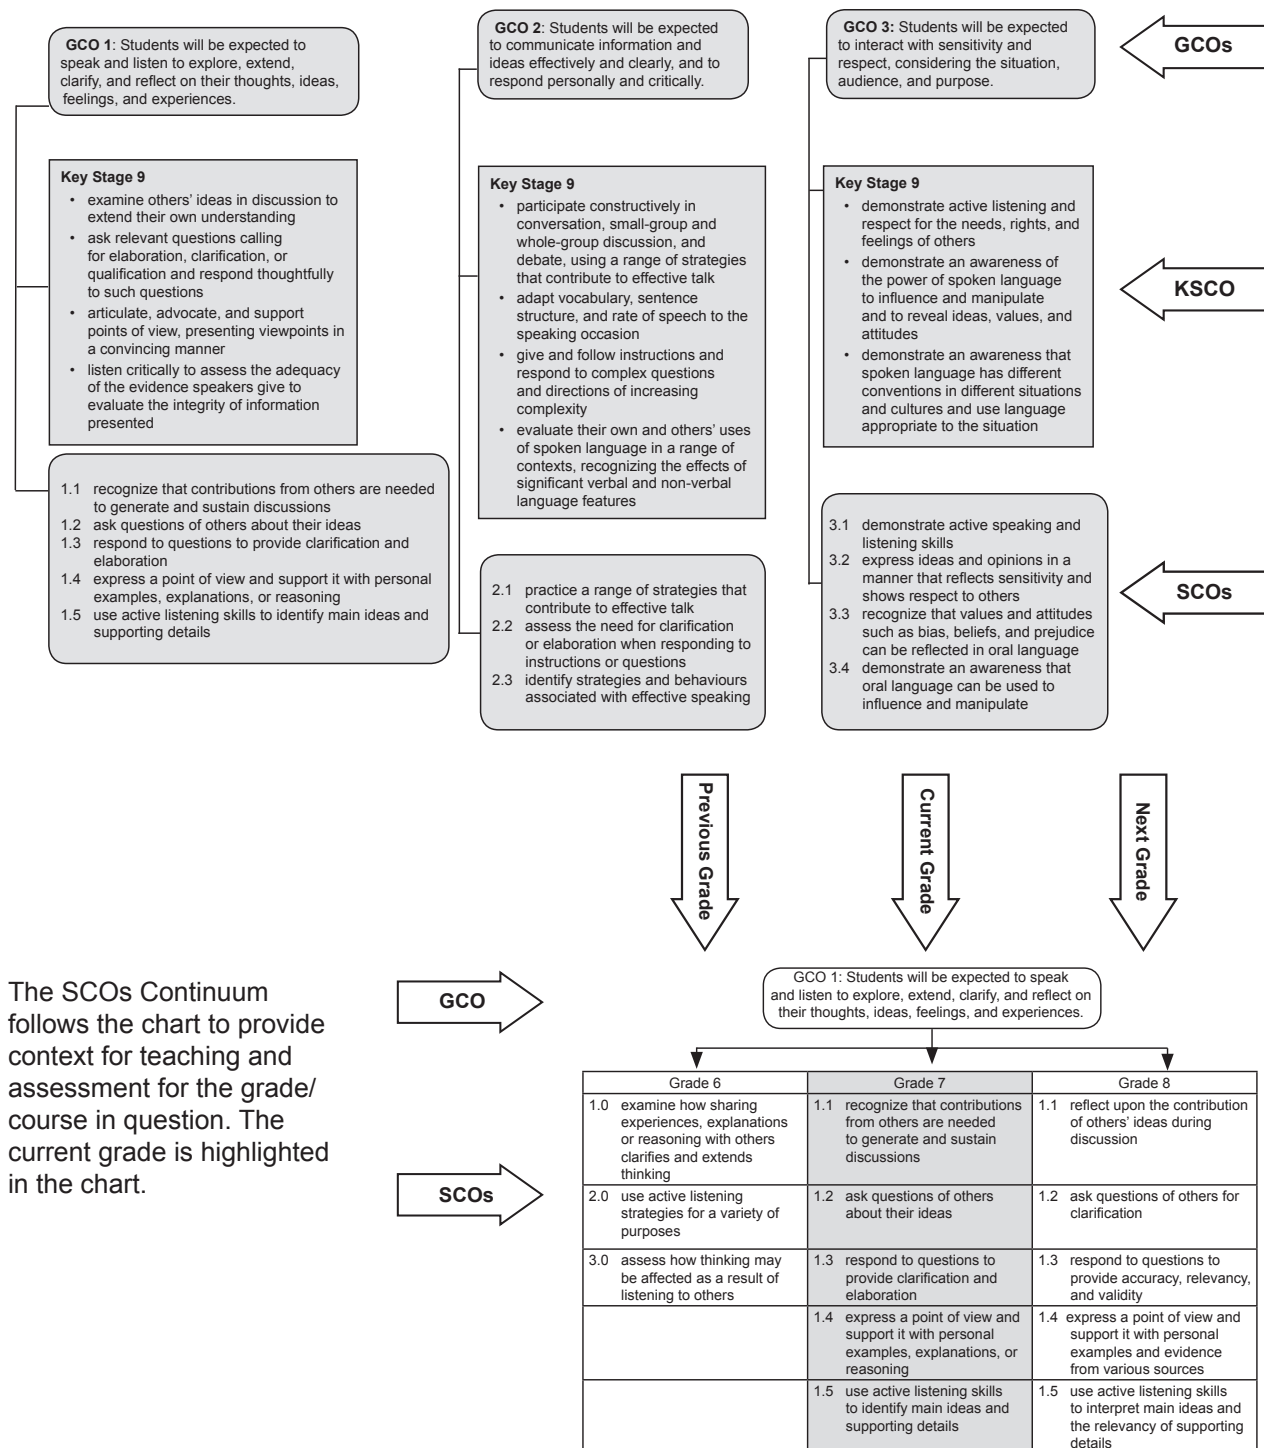 GCO 1: Students will be expected to
speak and listen to explore, extend,
clarify, and reflect on their thoughts, ideas,
feelings, and experiences.
GCO 2: Students will be expected
to communicate information and
ideas effectively and clearly, and to
respond personally and critically.
GCO 3: Students will be expected
to interact with sensitivity and
respect, considering the situation,
audience, and purpose.
GCOs
Key Stage 9
• examine others' ideas in discussion to
extend their own understanding
• ask relevant questions calling
for elaboration, clarification, or
qualification and respond thoughtfully
to such questions
• articulate, advocate, and support
points of view, presenting viewpoints in
a convincing manner
• listen critically to assess the adequacy
of the evidence speakers give to
evaluate the integrity of information
presented
Key Stage 9
• participate constructively in
conversation, small-group and
whole-group discussion, and
debate, using a range of strategies
that contribute to effective talk
• adapt vocabulary, sentence
structure, and rate of speech to the
speaking occasion
• give and follow instructions and
respond to complex questions
and directions of increasing
complexity
• evaluate their own and others' uses
of spoken language in a range of
contexts, recognizing the effects of
significant verbal and non-verbal
language features
Key Stage 9
• demonstrate active listening and
respect for the needs, rights, and
feelings of others
• demonstrate an awareness of
the power of spoken language
to influence and manipulate
and to reveal ideas, values, and
attitudes
• demonstrate an awareness that
spoken language has different
conventions in different situations
and cultures and use language
appropriate to the situation
KSCO
1.1 recognize that contributions from others are needed
to generate and sustain discussions
1.2 ask questions of others about their ideas
1.3 respond to questions to provide clarification and
elaboration
1.4 express a point of view and support it with personal
examples, explanations, or reasoning
1.5 use active listening skills to identify main ideas and
supporting details
2.1 practice a range of strategies that
contribute to effective talk
2.2 assess the need for clarification
or elaboration when responding to
instructions or questions
2.3 identify strategies and behaviours
associated with effective speaking
3.1 demonstrate active speaking and
listening skills
3.2 express ideas and opinions in a
manner that reflects sensitivity and
shows respect to others
3.3 recognize that values and attitudes
such as bias, beliefs, and prejudice
can be reflected in oral language
3.4 demonstrate an awareness that
oral language can be used to
influence and manipulate
SCOs
Previous Grade
Current Grade
Next Grade
The SCOs Continuum
follows the chart to provide
context for teaching and
assessment for the grade/
course in question. The
current grade is highlighted
in the chart.
GCO
GCO 1: Students will be expected to speak
and listen to explore, extend, clarify, and reflect on
their thoughts, ideas, feelings, and experiences.
SCOs
Grade 6
Grade 7
Grade 8
1.0 examine how sharing
experiences, explanations
or reasoning with others
clarifies and extends
thinking
1.1 recognize that contributions
from others are needed
to generate and sustain
discussions
1.1 reflect upon the contribution
of others' ideas during
discussion
2.0 use active listening
strategies for a variety of
purposes
1.2 ask questions of others
about their ideas
1.2 ask questions of others for
clarification
3.0 assess how thinking may
be affected as a result of
listening to others
1.3 respond to questions to
provide clarification and
elaboration
1.3 respond to questions to
provide accuracy, relevancy,
and validity
1.4 express a point of view and
support it with personal
examples, explanations, or
reasoning
1.4 express a point of view and
support it with personal
examples and evidence
from various sources
1.5 use active listening skills
to identify main ideas and
supporting details
1.5 use active listening skills
to interpret main ideas and
the relevancy of supporting
details